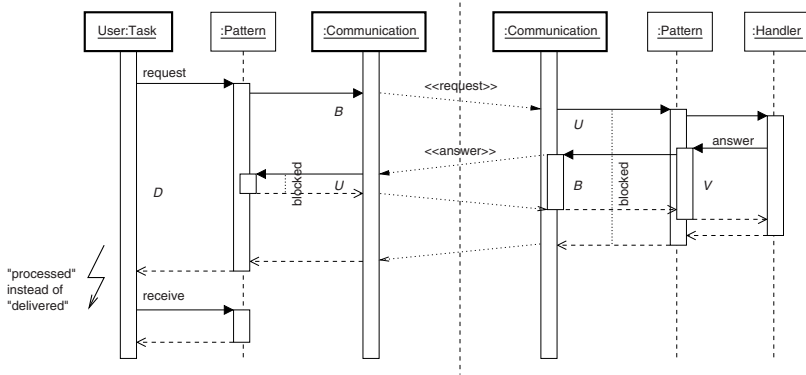 User:Task
:Pattern
:Communication
:Communication
:Pattern
:Handler
request
<<request>>
B
U
answer
<<answer>>
blocked
U
D
B
blocked
V
"processed"
instead of
"delivered"
receive